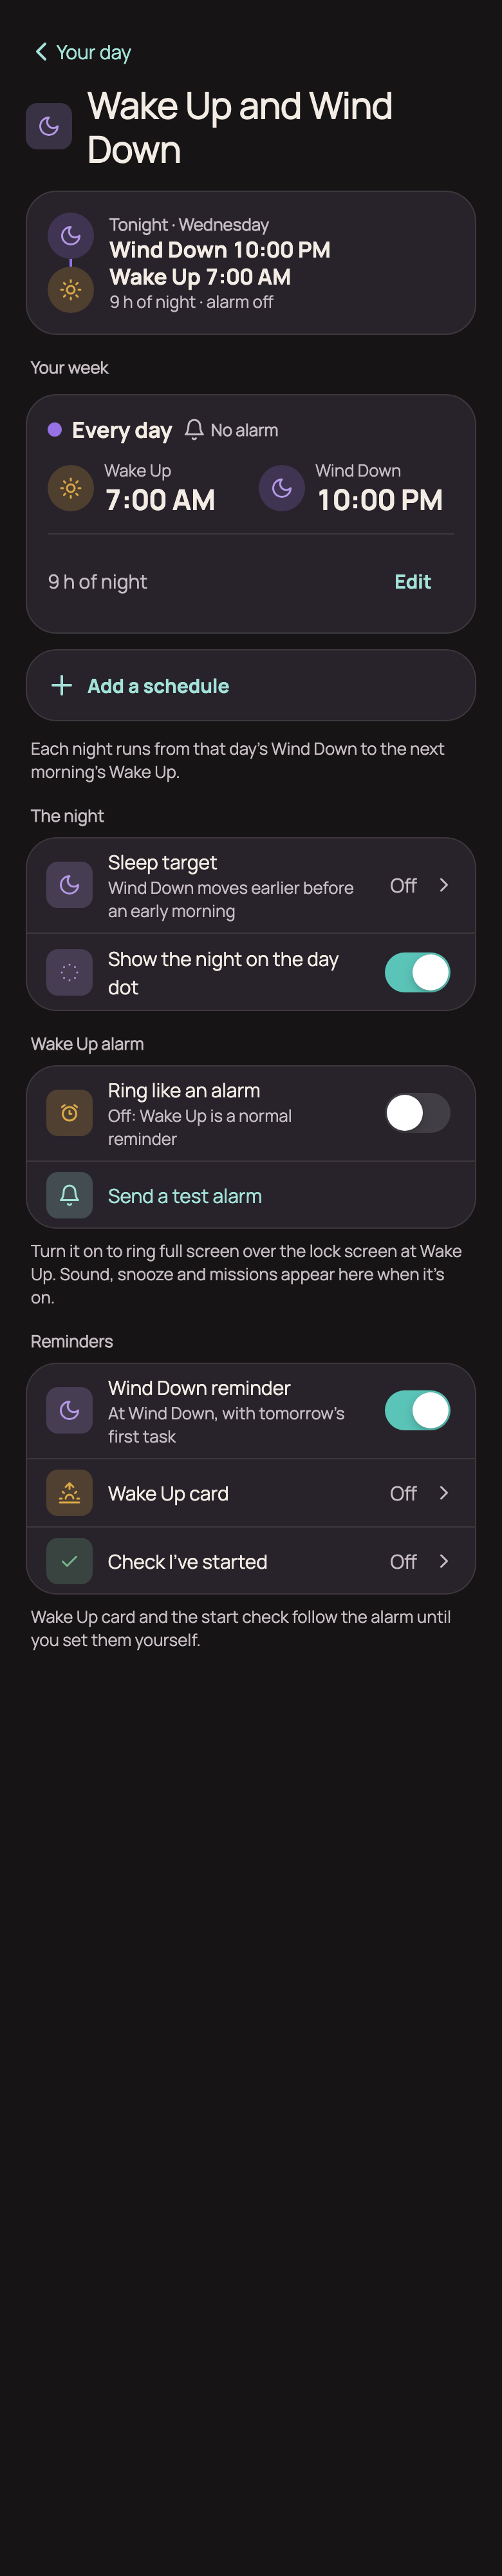 Your day
Wake Up and Wind
Down
Tonight · Wednesday
Wind Down 10:00 PM
Wake Up 7:00 AM
9 h of night · alarm off
Your week
Every day
No alarm
Wake Up
7:00 AM
Wind Down
10:00 PM
9 h of night
Edit
Add a schedule
Each night runs from that day's Wind Down to the next
morning's Wake Up.
The night
Sleep target
Wind Down moves earlier before
an early morning
Off
Show the night on the day
dot
Wake Up alarm
Ring like an alarm
Off: Wake Up is a normal
reminder
Send a test alarm
Turn it on to ring full screen over the lock screen at Wake
Up. Sound, snooze and missions appear here when it's
on.
Reminders
Wind Down reminder
At Wind Down, with tomorrow's
first task
Wake Up card
Off
Check I've started
Off
Wake Up card and the start check follow the alarm until
you set them yourself.